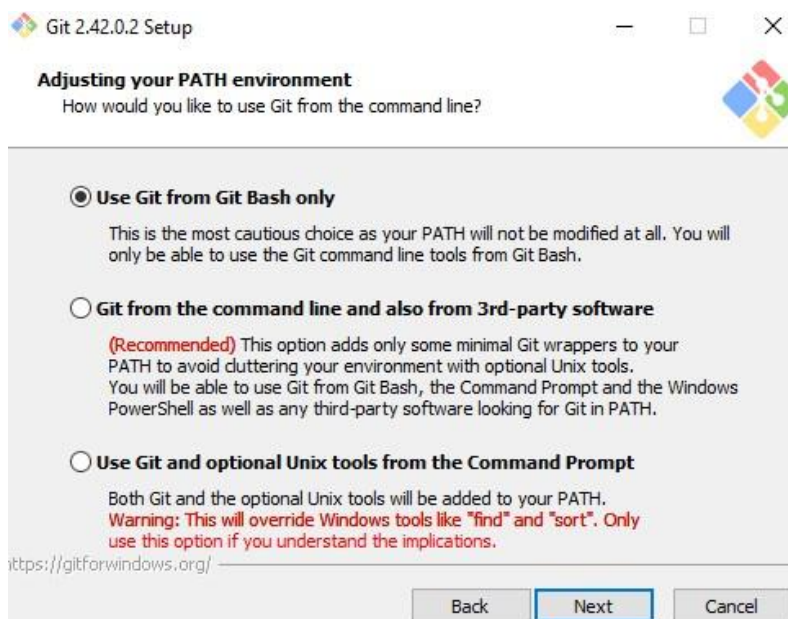 Git 2.42.0.2 Setup
Adjusting your PATH environment
How would you like to use Git from the command line?
Use Git from Git Bash only
This is the most cautious choice as your PATH will not be modified at all. You will
only be able to use the Git command line tools from Git Bash.
Git from the command line and also from 3rd-party software
(Recommended) This option adds only some minimal Git wrappers to your
PATH to avoid cluttering your environment with optional Unix tools.
You will be able to use Git from Git Bash, the Command Prompt and the Windows
PowerShell as well as any third-party software looking for Git in PATH.
Use Git and optional Unix tools from the Command Prompt
Both Git and the optional Unix tools will be added to your PATH.
Warning: This will override Windows tools like "find" and "sort". Only
use this option if you understand the implications.
https://gitforwindows.org/
Back Next Cancel